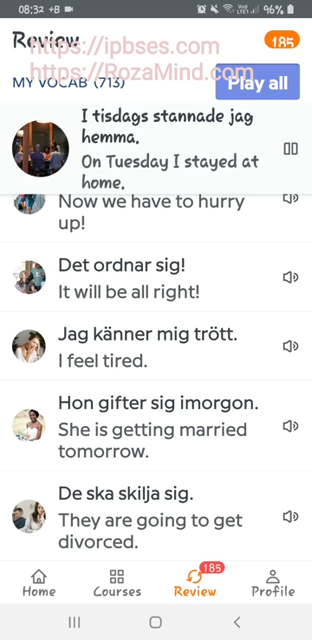 08:32 +B
96%
Review
185
https://ipbses.com
https://RozaMind.com
MY VOCAB (713)
Play all
I tisdags stannade jag
hemma.
On Tuesday I stayed at
home.
Now we have to hurry
up!
Det ordnar sig!
It will be all right!
Jag känner mig trött.
I feel tired.
Hon gifter sig imorgon.
She is getting married
tomorrow.
De ska skilja sig.
They are going to get
divorced.
185
Home Courses Review Profile